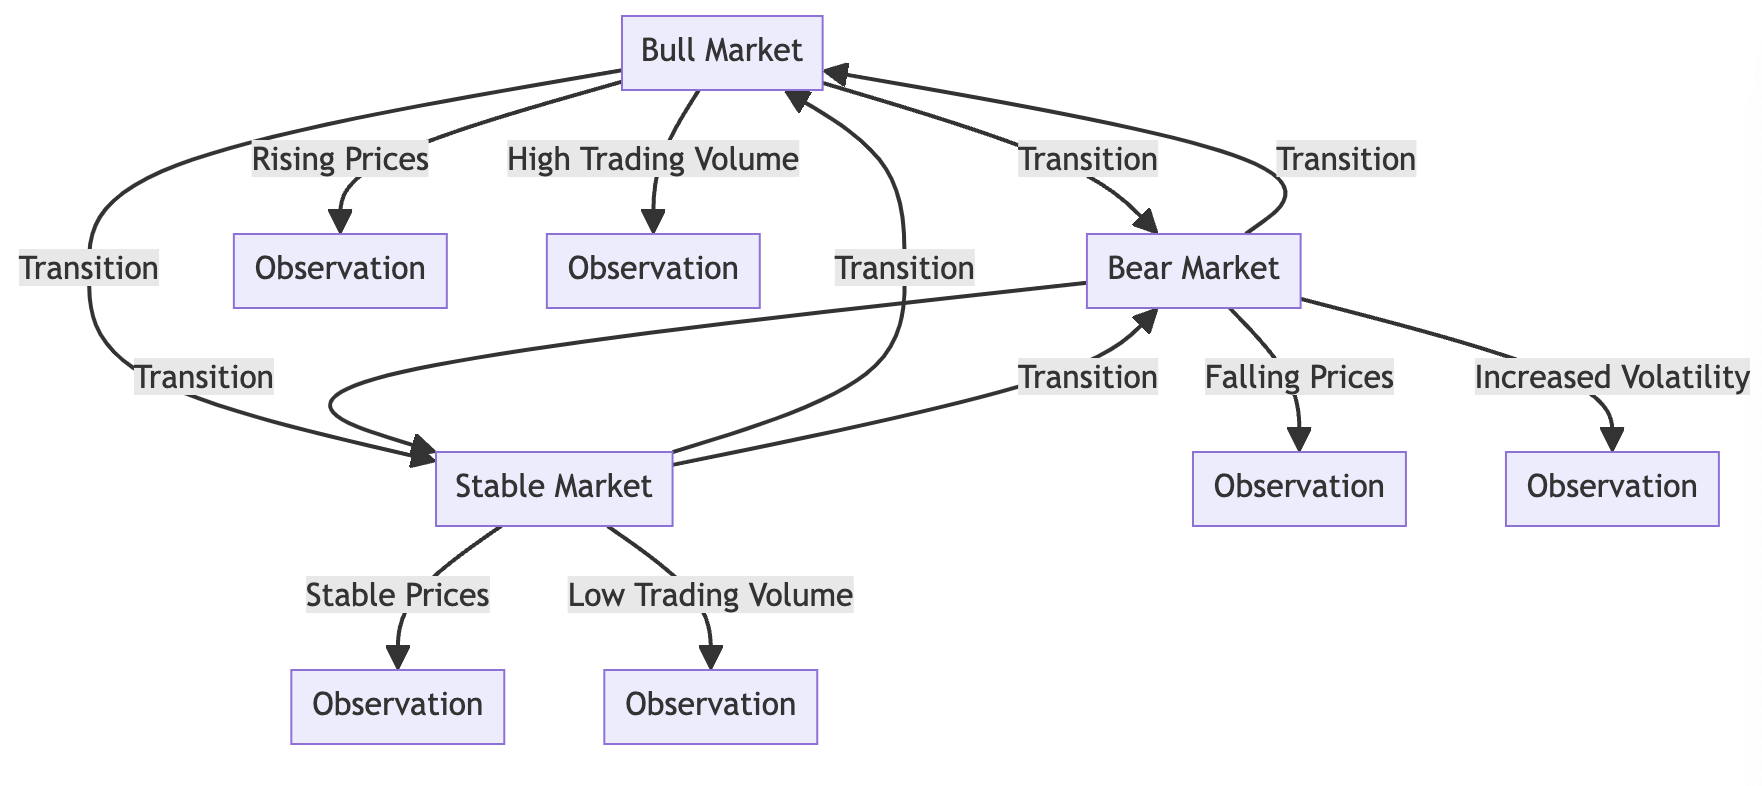 Bull Market
Rising Prices
High Trading Volume
Transition
Transition
Transition
Observation
Observation
Transition
Bear Market
Transition
Transition
Falling Prices
Increased Volatility
Stable Market
Observation
Observation
Stable Prices
Low Trading Volume
Observation
Observation